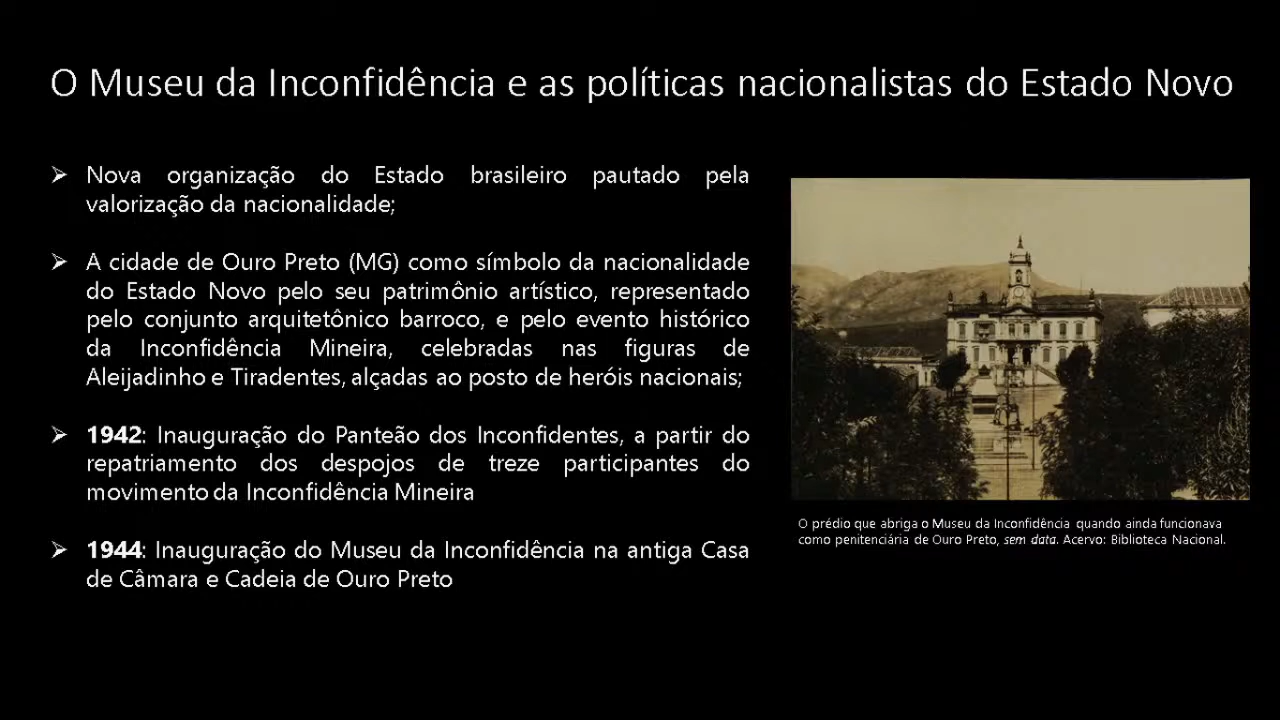 O Museu da Inconfidência e as políticas nacionalistas do Estado Novo
➢ Nova organização do Estado brasileiro pautado pela
valorização da nacionalidade;
➢ A cidade de Ouro Preto (MG) como símbolo da nacionalidade
do Estado Novo pelo seu patrimônio artístico, representado
pelo conjunto arquitetônico barroco, e pelo evento histórico
da Inconfidência Mineira, celebradas nas figuras de
Aleijadinho e Tiradentes, alçadas ao posto de heróis nacionais;
➢ 1942: Inauguração do Panteão dos Inconfidentes, a partir do
repatriamento dos despojos de treze participantes do
movimento da Inconfidência Mineira
➢ 1944: Inauguração do Museu da Inconfidência na antiga Casa
de Câmara e Cadeia de Ouro Preto
O prédio que abriga o Museu da Inconfidência quando ainda funcionava
como penitenciária de Ouro Preto, sem data. Acervo: Biblioteca Nacional.